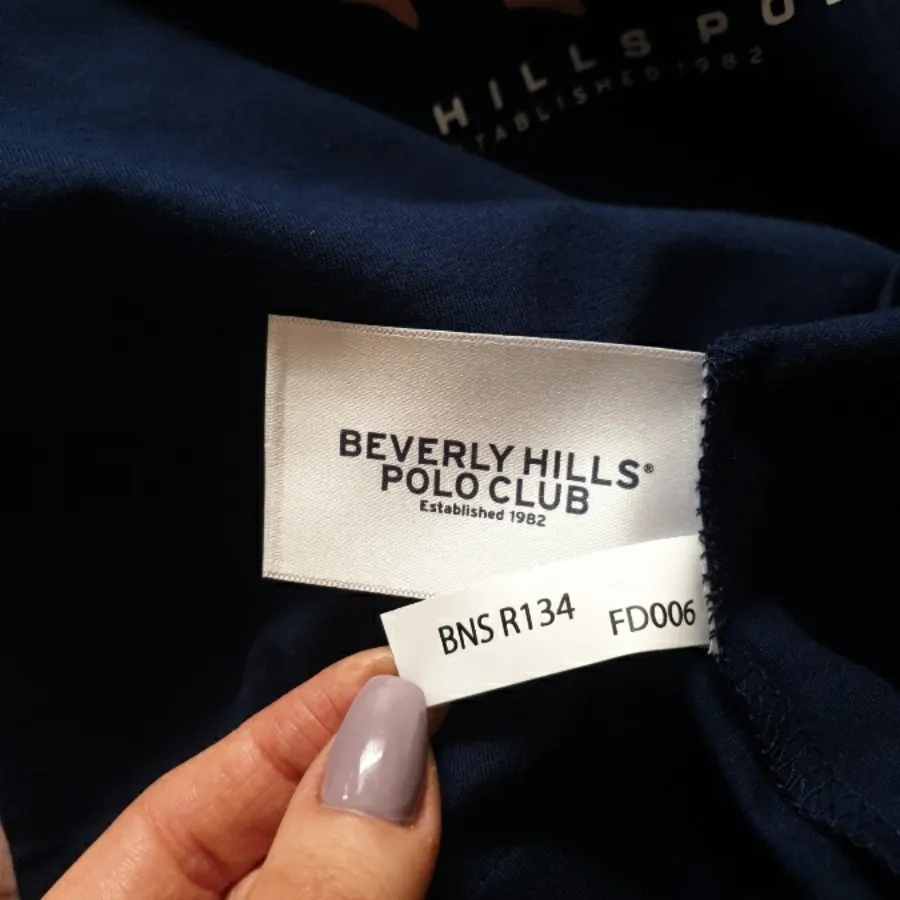 HILLS PO
ESTABLISHED 1982
BEVERLY HILLS®
POLO CLUB
Established 1982
BNS R134 FD006